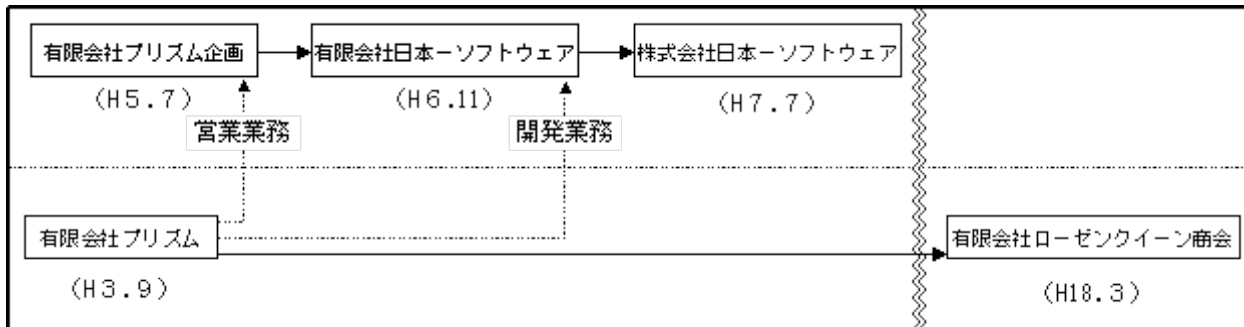 有限会社プリズム企画
有限会社日本一ソフトウェア
株式会社日本一ソフトウェア
（H5.7）
（H6.11）
（H7.7）
営業業務
開発業務
有限会社プリズム
有限会社ローゼンクイーン商会
（H3.9）
（H18.3）